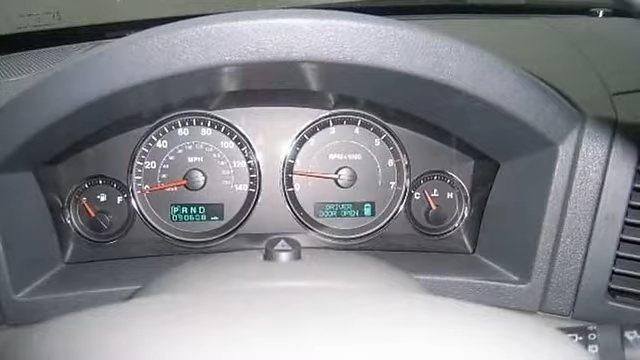 60 80
40 100
20 MPH 120
0 140
F
PRND
090608
3 4
2 5
1 RPM×1000 6
0 7
DRIVER
DOOR OPEN
C H